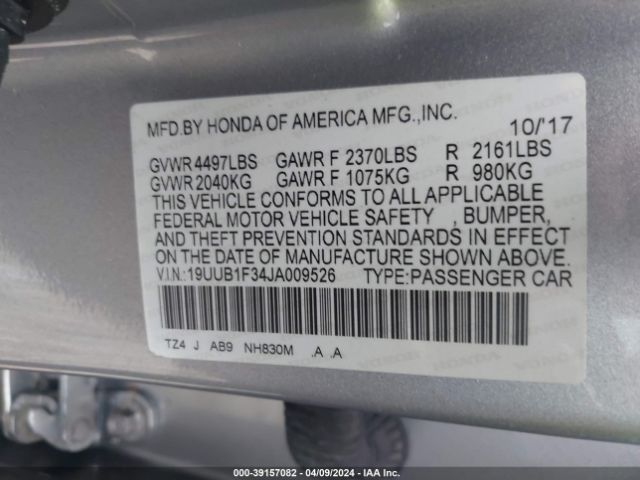 MFD.BY HONDA OF AMERICA MFG.,INC. 10/'17
GVWR 4497LBS GAWR F 2370LBS R 2161LBS
GVWR 2040KG GAWR F 1075KG R 980KG
THIS VEHICLE CONFORMS TO ALL APPLICABLE
FEDERAL MOTOR VEHICLE SAFETY , BUMPER,
AND THEFT PREVENTION STANDARDS IN EFFECT
ON THE DATE OF MANUFACTURE SHOWN ABOVE.
V.I.N.:19UUB1F34JA009526 TYPE:PASSENGER CAR
TZ4 J AB9 NH830M .A .A
000-39157082 - 04/09/2024 - IAA Inc.